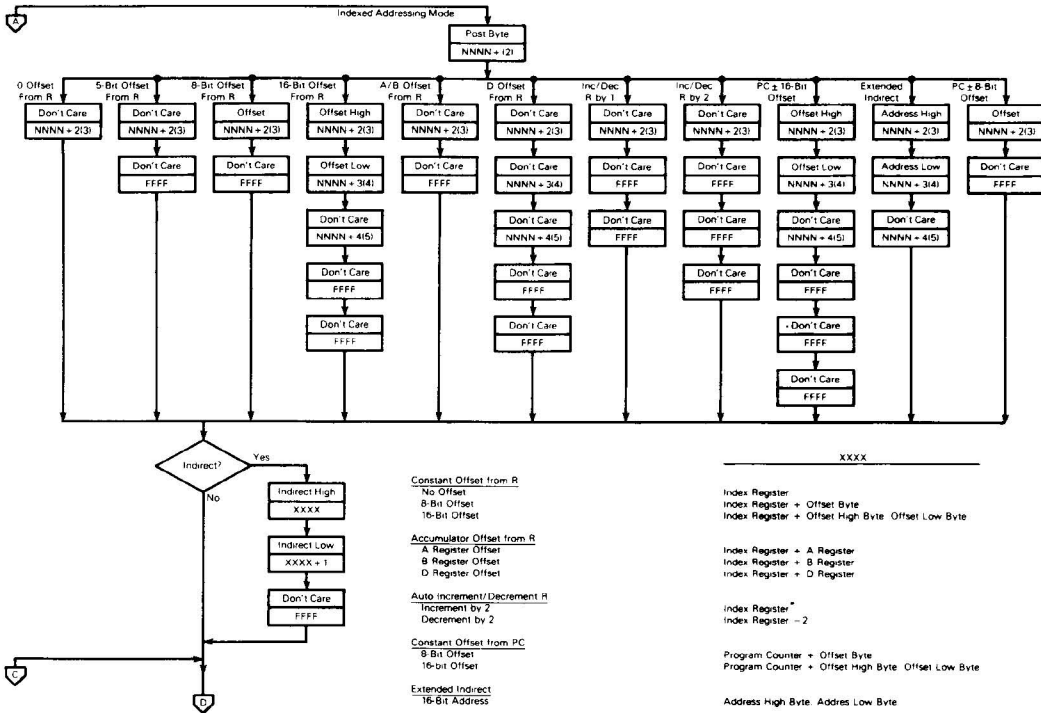 A
Indexed Addressing Mode
Post Byte
NNNN + (2)
0 Offset
From R
5-Bit Offset
From R
8-Bit Offset
From R
16-Bit Offset
From R
A/B Offset
From R
D Offset
From R
Inc/Dec
R by 1
Inc/Dec
R by 2
PC ± 16-Bit
Offset
Extended
Indirect
PC ± 8-Bit
Offset
Don't Care
NNNN + 2(3)
Don't Care
NNNN + 2(3)
Don't Care
FFFF
Offset
NNNN + 2(3)
Don't Care
FFFF
Offset High
NNNN + 2(3)
Offset Low
NNNN + 3(4)
Don't Care
NNNN + 4(5)
Don't Care
FFFF
Don't Care
FFFF
Don't Care
NNNN + 2(3)
Don't Care
FFFF
Don't Care
NNNN + 2(3)
Don't Care
NNNN + 3(4)
Don't Care
NNNN + 4(5)
Don't Care
FFFF
Don't Care
FFFF
Don't Care
NNNN + 2(3)
Don't Care
FFFF
Don't Care
FFFF
Don't Care
NNNN + 2(3)
Don't Care
FFFF
Don't Care
FFFF
Don't Care
FFFF
Offset High
NNNN + 2(3)
Offset Low
NNNN + 3(4)
Don't Care
NNNN + 4(5)
Don't Care
FFFF
Don't Care
FFFF
Don't Care
FFFF
Address High
NNNN + 2(3)
Address Low
NNNN + 3(4)
Don't Care
NNNN + 4(5)
Offset
NNNN + 2(3)
Don't Care
FFFF
Indirect?
Yes
No
Indirect High
XXXX
Indirect Low
XXXX + 1
Don't Care
FFFF
C
D
XXXX
Constant Offset from R
No Offset Index Register
8-Bit Offset Index Register + Offset Byte
16-Bit Offset Index Register + Offset High Byte Offset Low Byte
Accumulator Offset from R
A Register Offset Index Register + A Register
B Register Offset Index Register + B Register
D Register Offset Index Register + D Register
Auto Increment/Decrement R
Increment by 2 Index Register*
Decrement by 2 Index Register - 2
Constant Offset from PC
8-Bit Offset Program Counter + Offset Byte
16-bit Offset Program Counter + Offset High Byte Offset Low Byte
Extended Indirect
16-Bit Address Address High Byte. Addres Low Byte